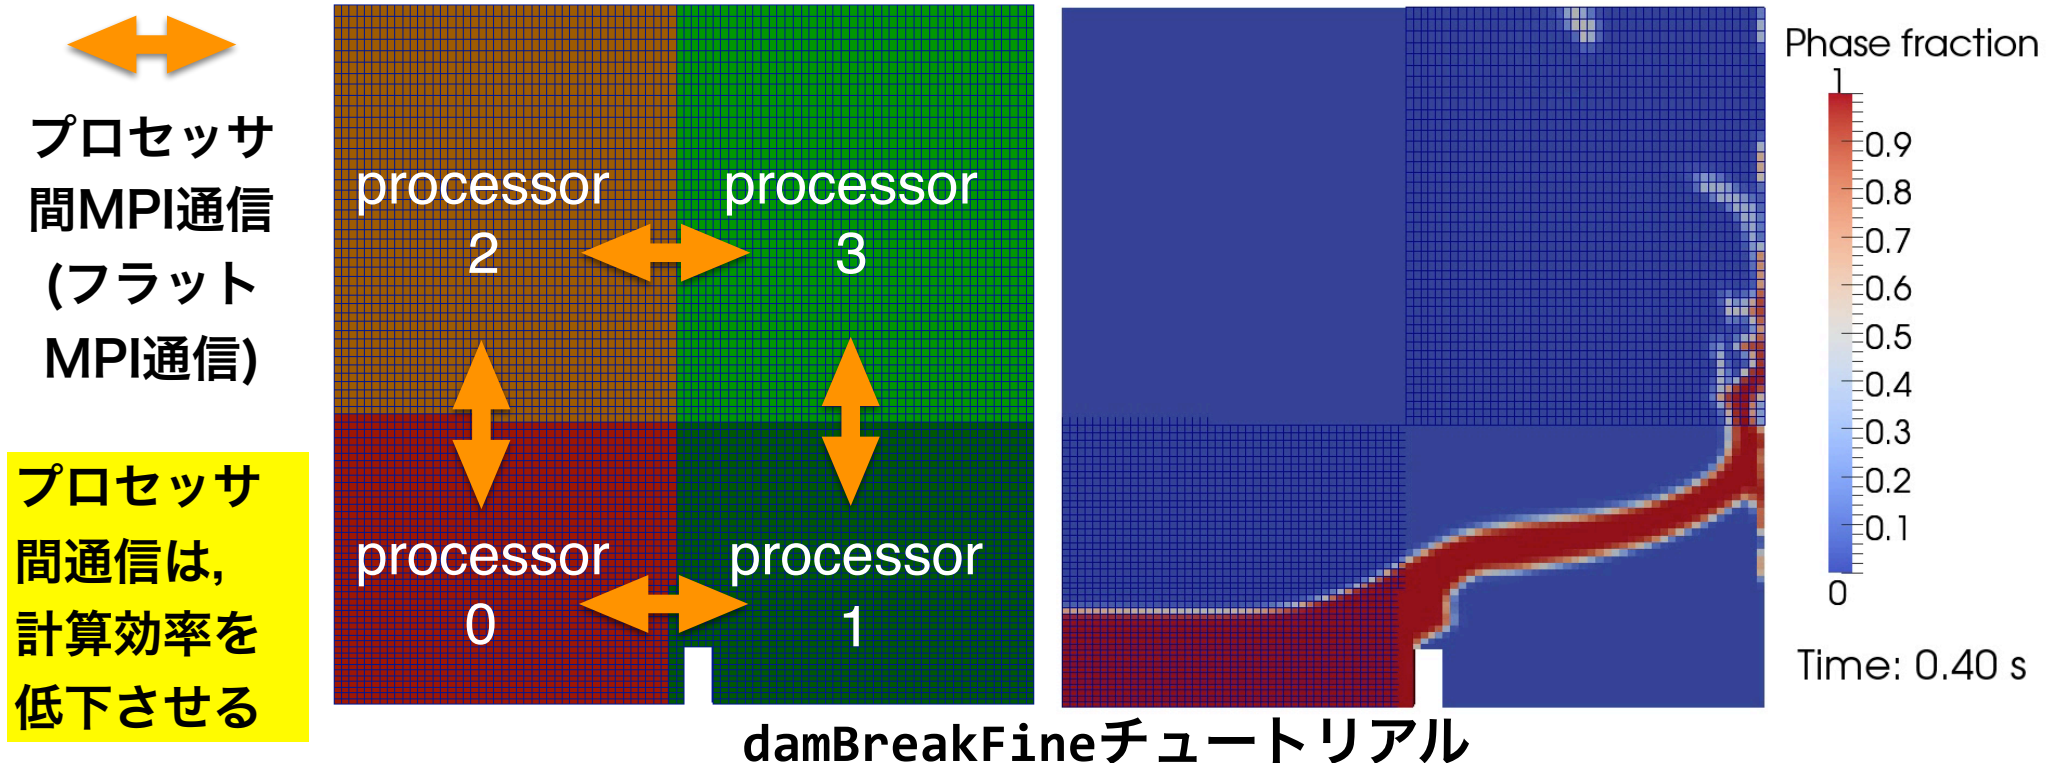 プロセッサ
間MPI通信
(フラット
MPI通信)
プロセッサ
間通信は,
計算効率を
低下させる
processor
2
processor
3
processor
0
processor
1
Phase fraction
1
0.9
0.8
0.7
0.6
0.5
0.4
0.3
0.2
0.1
0
Time: 0.40 s
damBreakFineチュートリアル